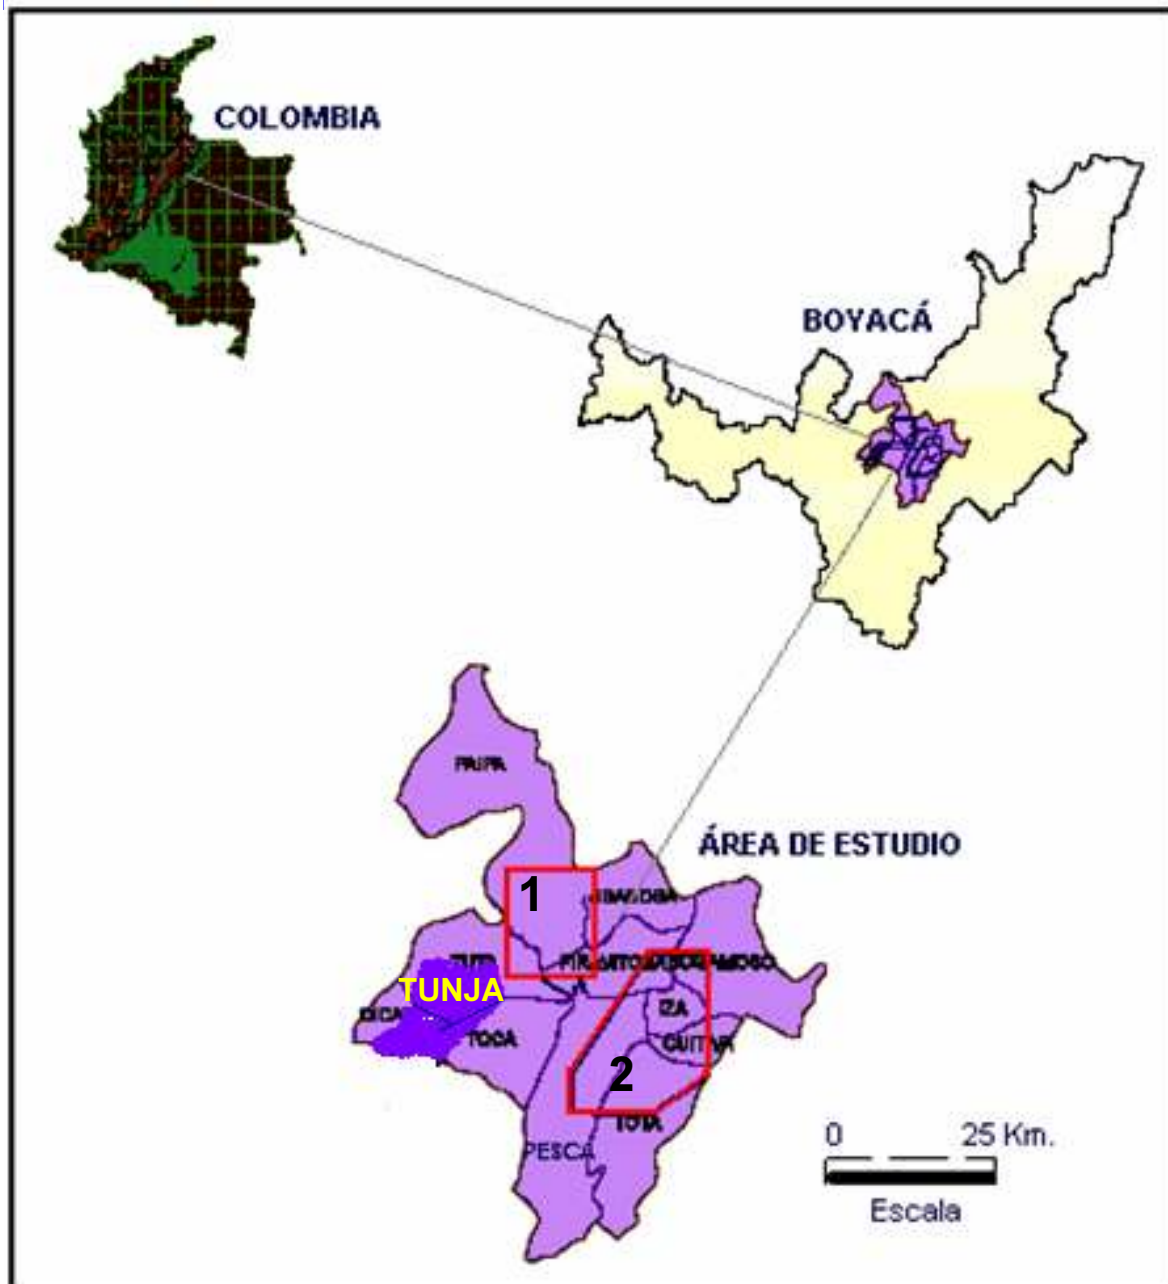 COLOMBIA
BOYACÁ
PAIPA
ÁREA DE ESTUDIO
1
TUNJA
IZA
TOCA
CUITIVA
2
TOTA
PESCA
0 25 Km.
Escala